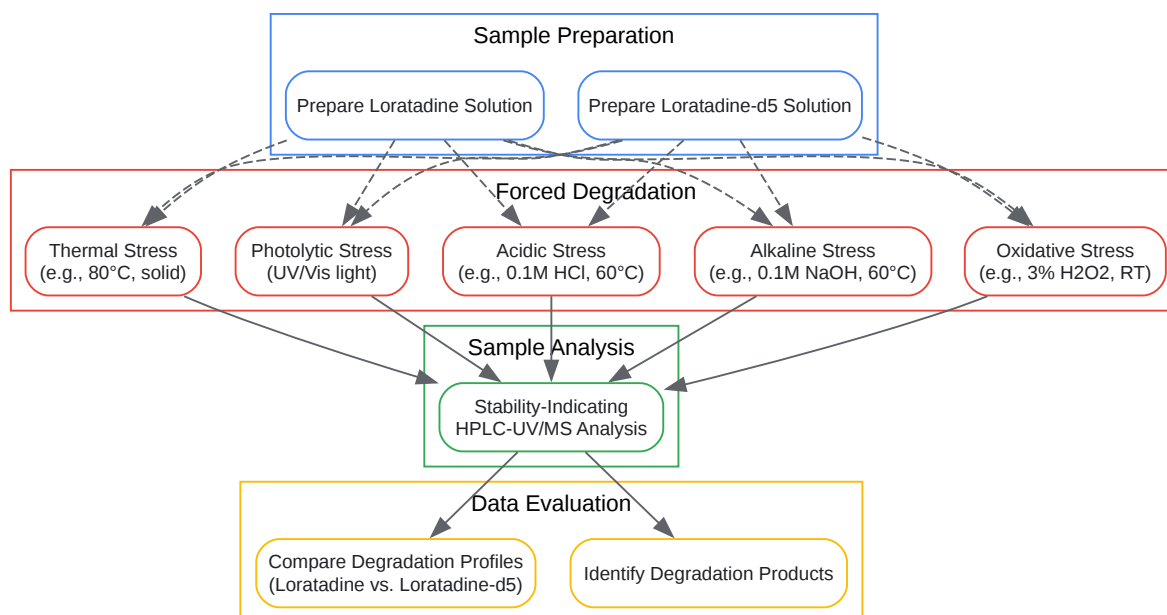 Sample Preparation
Prepare Loratadine Solution
Prepare Loratadine-d5 Solution
Forced Degradation
Thermal Stress
(e.g., 80°C, solid)
Photolytic Stress
(UV/Vis light)
Acidic Stress
(e.g., 0.1M HCl, 60°C)
Alkaline Stress
(e.g., 0.1M NaOH, 60°C)
Oxidative Stress
(e.g., 3% H2O2, RT)
Sample Analysis
Stability-Indicating
HPLC-UV/MS Analysis
Data Evaluation
Compare Degradation Profiles
(Loratadine vs. Loratadine-d5)
Identify Degradation Products